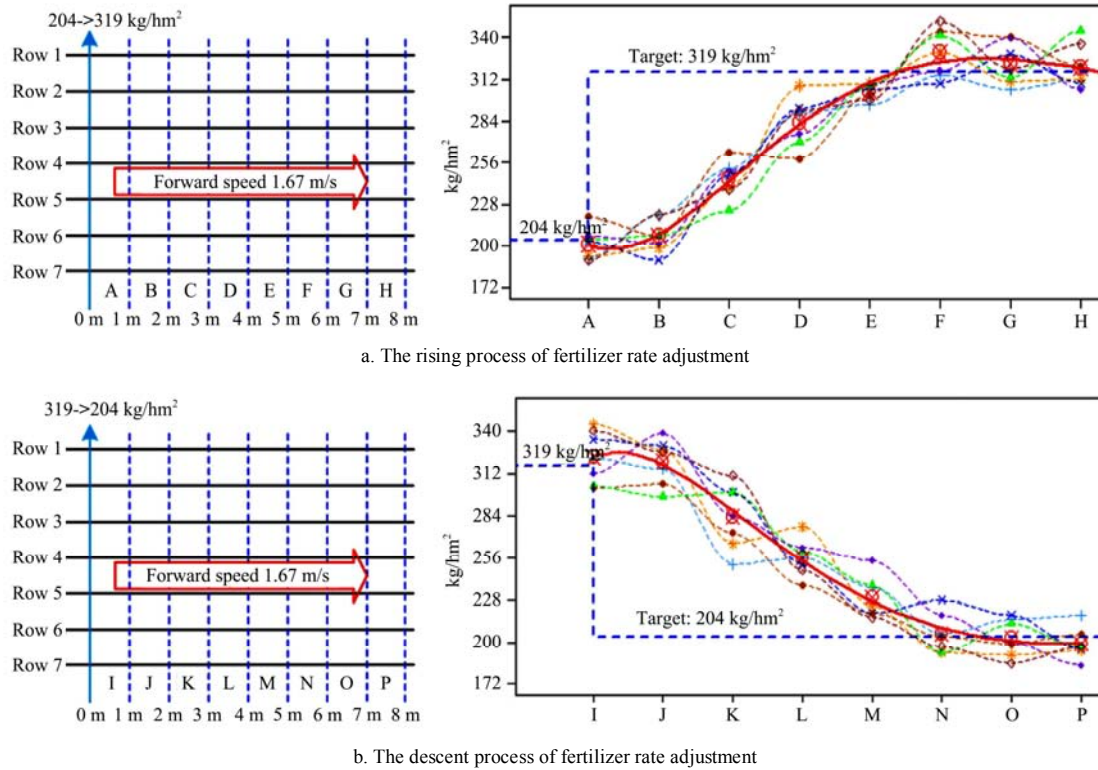 204->319 kg/hm²
Row 1
Row 2
Row 3
Row 4
Forward speed 1.67 m/s
Row 5
Row 6
Row 7
A B C D E F G H
0 m 1 m 2 m 3 m 4 m 5 m 6 m 7 m 8 m
kg/hm²
340
312
284
256
228
200
172
Target: 319 kg/hm²
204 kg/hm²
A B C D E F G H
a. The rising process of fertilizer rate adjustment
319->204 kg/hm²
Row 1
Row 2
Row 3
Row 4
Forward speed 1.67 m/s
Row 5
Row 6
Row 7
I J K L M N O P
0 m 1 m 2 m 3 m 4 m 5 m 6 m 7 m 8 m
kg/hm²
340
312
284
256
228
200
172
319 kg/hm²
Target: 204 kg/hm²
I J K L M N O P
b. The descent process of fertilizer rate adjustment